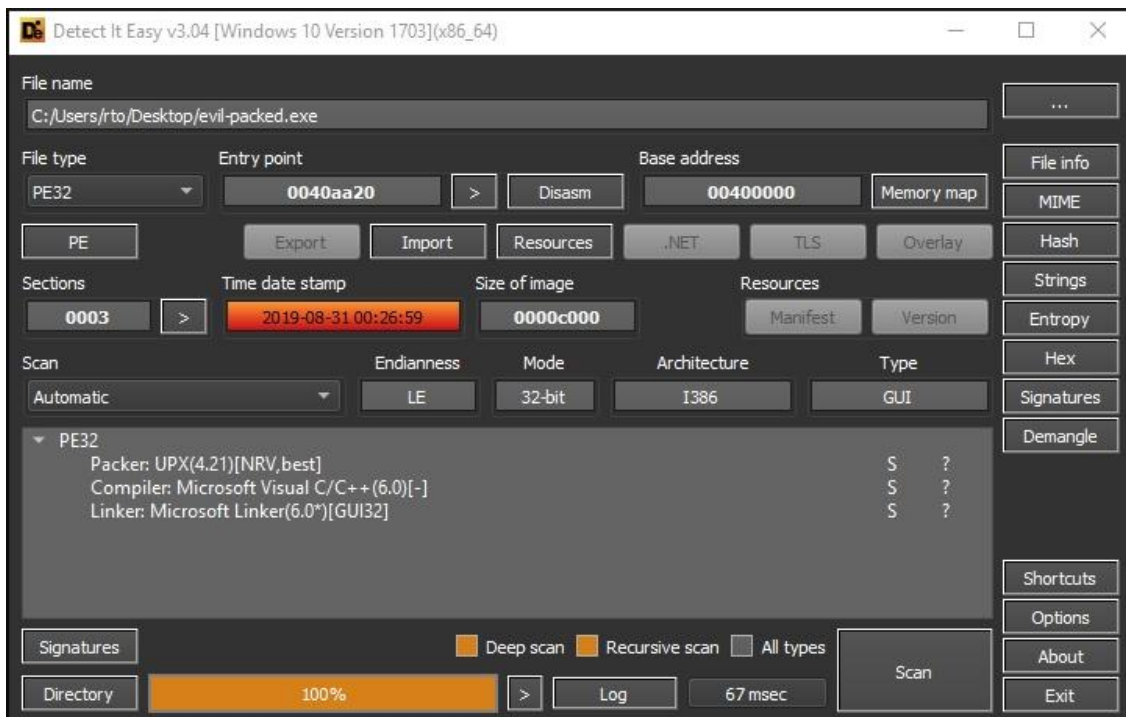 Detect It Easy v3.04 [Windows 10 Version 1703](x86_64)
File name
C:/Users/rto/Desktop/evil-packed.exe
...
File type Entry point Base address
PE32 0040aa20 > Disasm 00400000 Memory map
File info
MIME
PE Export Import Resources .NET TLS Overlay
Hash
Sections Time date stamp Size of image Resources
Strings
0003 > 2019-08-31 00:26:59 0000c000 Manifest Version
Entropy
Scan Endianness Mode Architecture Type
Hex
Automatic LE 32-bit I386 GUI
Signatures
Demangle
PE32
Packer: UPX(4.21)[NRV,best] S ?
Compiler: Microsoft Visual C/C++(6.0)[-] S ?
Linker: Microsoft Linker(6.0*)[GUI32] S ?
Shortcuts
Options
Signatures Deep scan Recursive scan All types
Scan
About
Directory 100% > Log 67 msec
Exit